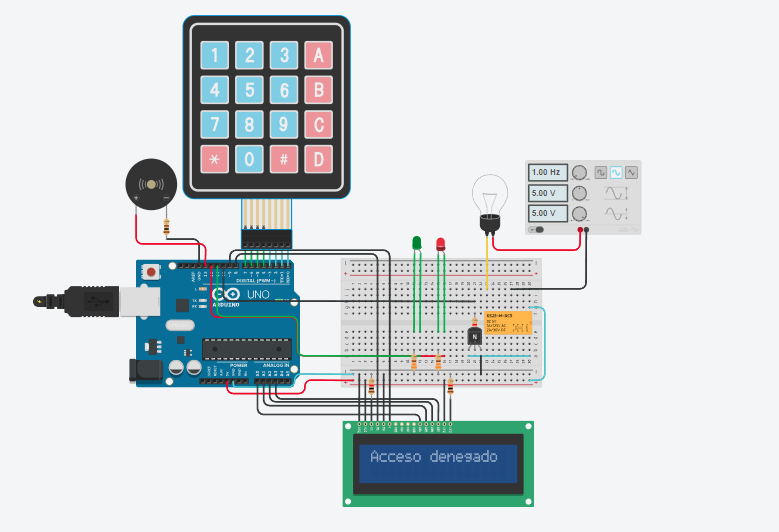 1 2 3 A
4 5 6 B
7 8 9 C
* 0 # D
1.00 Hz
5.00 V
5.00 V
DIGITAL (PWM~)
UNO
ARDUINO
POWER
ANALOG IN
N
Acceso denegado